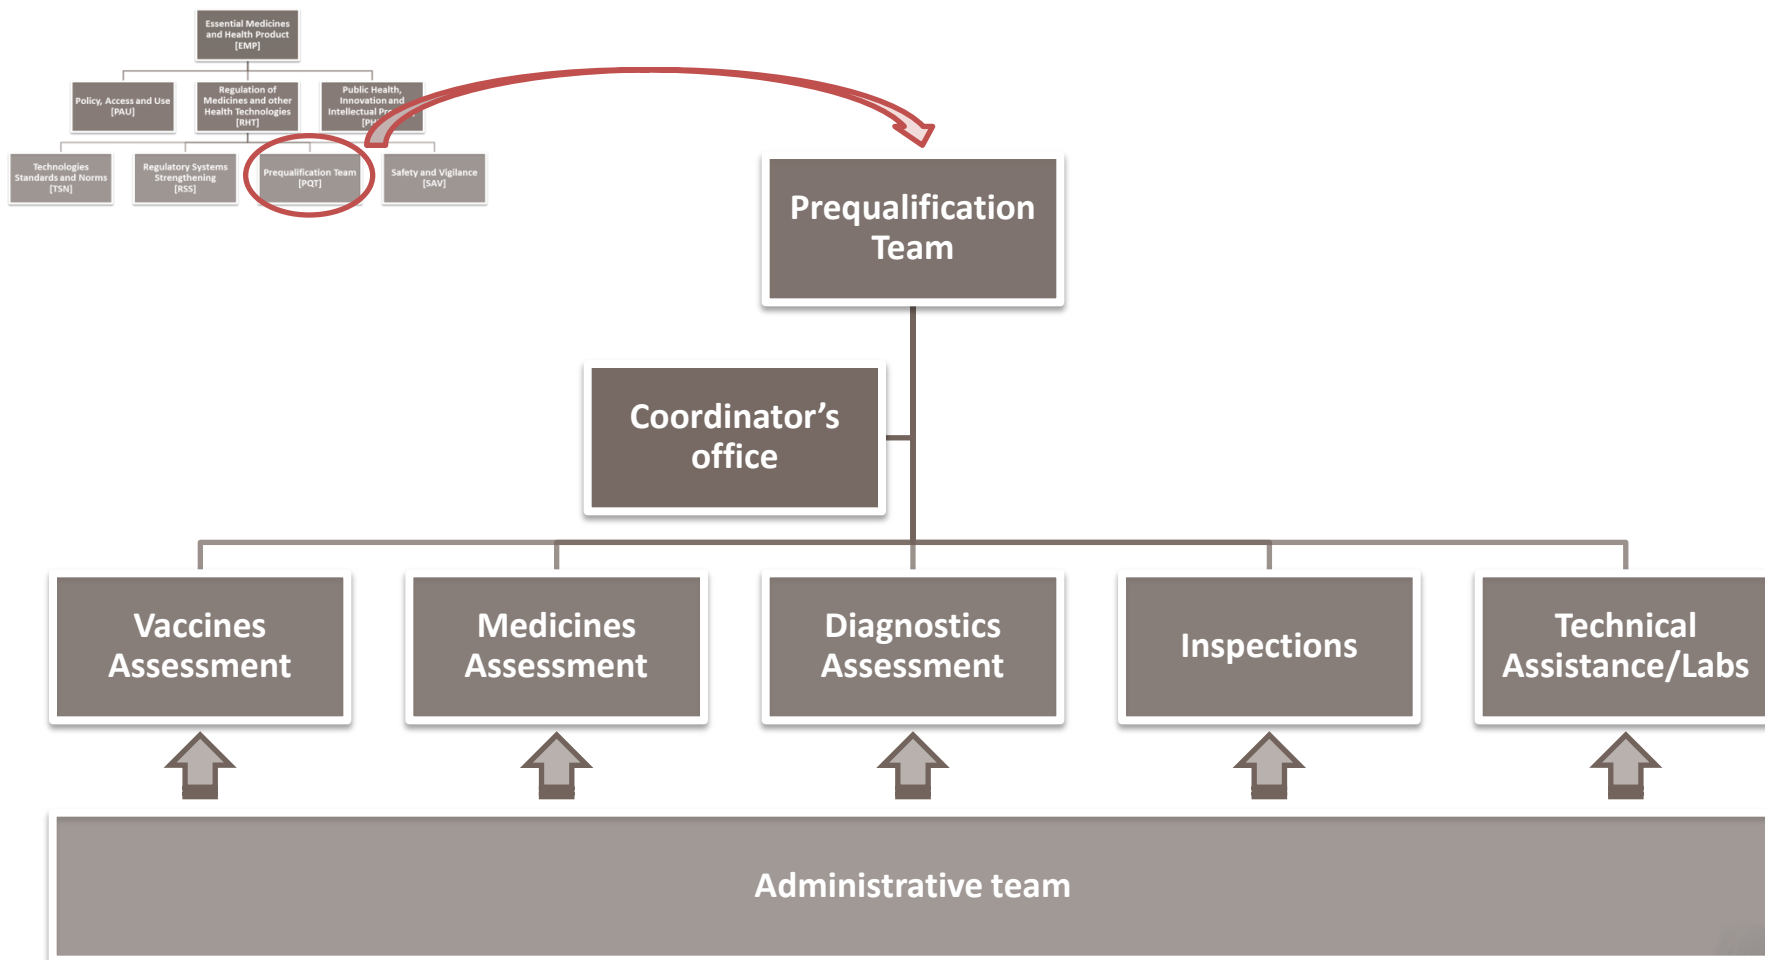 Essential Medicines
and Health Product
[EMP]
Policy, Access and Use
[PAU]
Regulation of
Medicines and other
Health Technologies
[RHT]
Public Health,
Innovation and
Intellectual
Technologies
Standards and Norms
[TSN]
Regulatory Systems
Strengthening
[RSS]
Prequalification Team
[PQT]
Safety and Vigilance
[SAV]
Prequalification
Team
Coordinator’s
office
Vaccines
Assessment
Medicines
Assessment
Diagnostics
Assessment
Inspections
Technical
Assistance/Labs
Administrative team